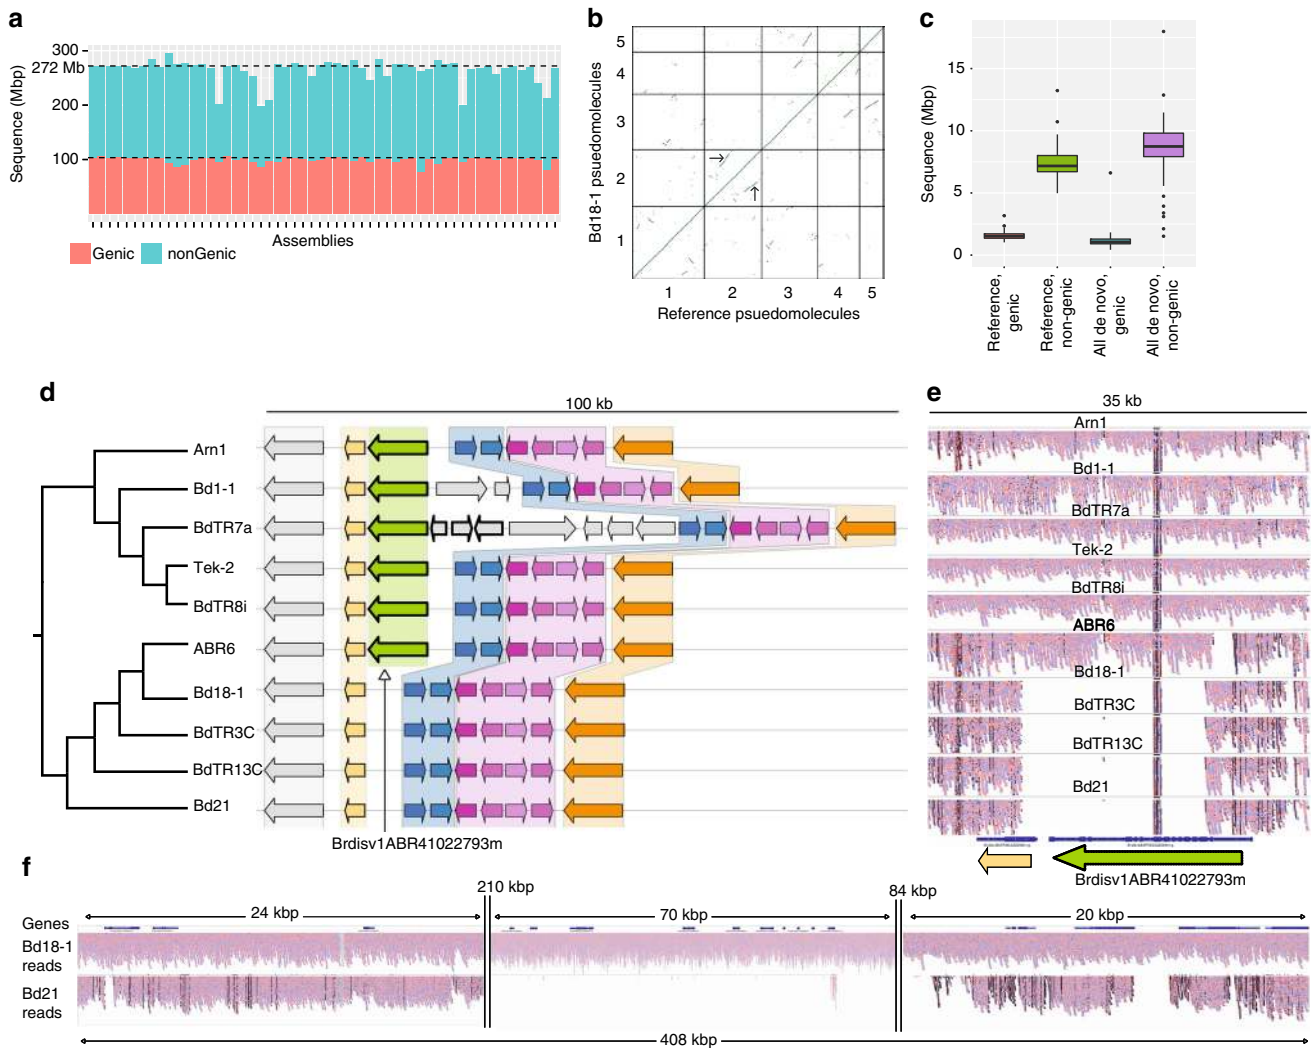 a
300
272 Mb
200
100
Sequence (Mbp)
Assemblies
Genic
nonGenic
b
5
4
3
2
1
Bd18-1 psuedomolecules
1 2 3 4 5
Reference psuedomolecules
c
15
10
5
0
Sequence (Mbp)
Reference, genic
Reference, non-genic
All de novo, genic
All de novo, non-genic
d
100 kb
Arn1
Bd1-1
BdTR7a
Tek-2
BdTR8i
ABR6
Bd18-1
BdTR3C
BdTR13C
Bd21
Brdisv1ABR41022793m
e
35 kb
Arn1
Bd1-1
BdTR7a
Tek-2
BdTR8i
ABR6
Bd18-1
BdTR3C
BdTR13C
Bd21
Brdisv1ABR41022793m
f
210 kbp
84 kbp
24 kbp
70 kbp
20 kbp
Genes
Bd18-1
reads
Bd21
reads
408 kbp